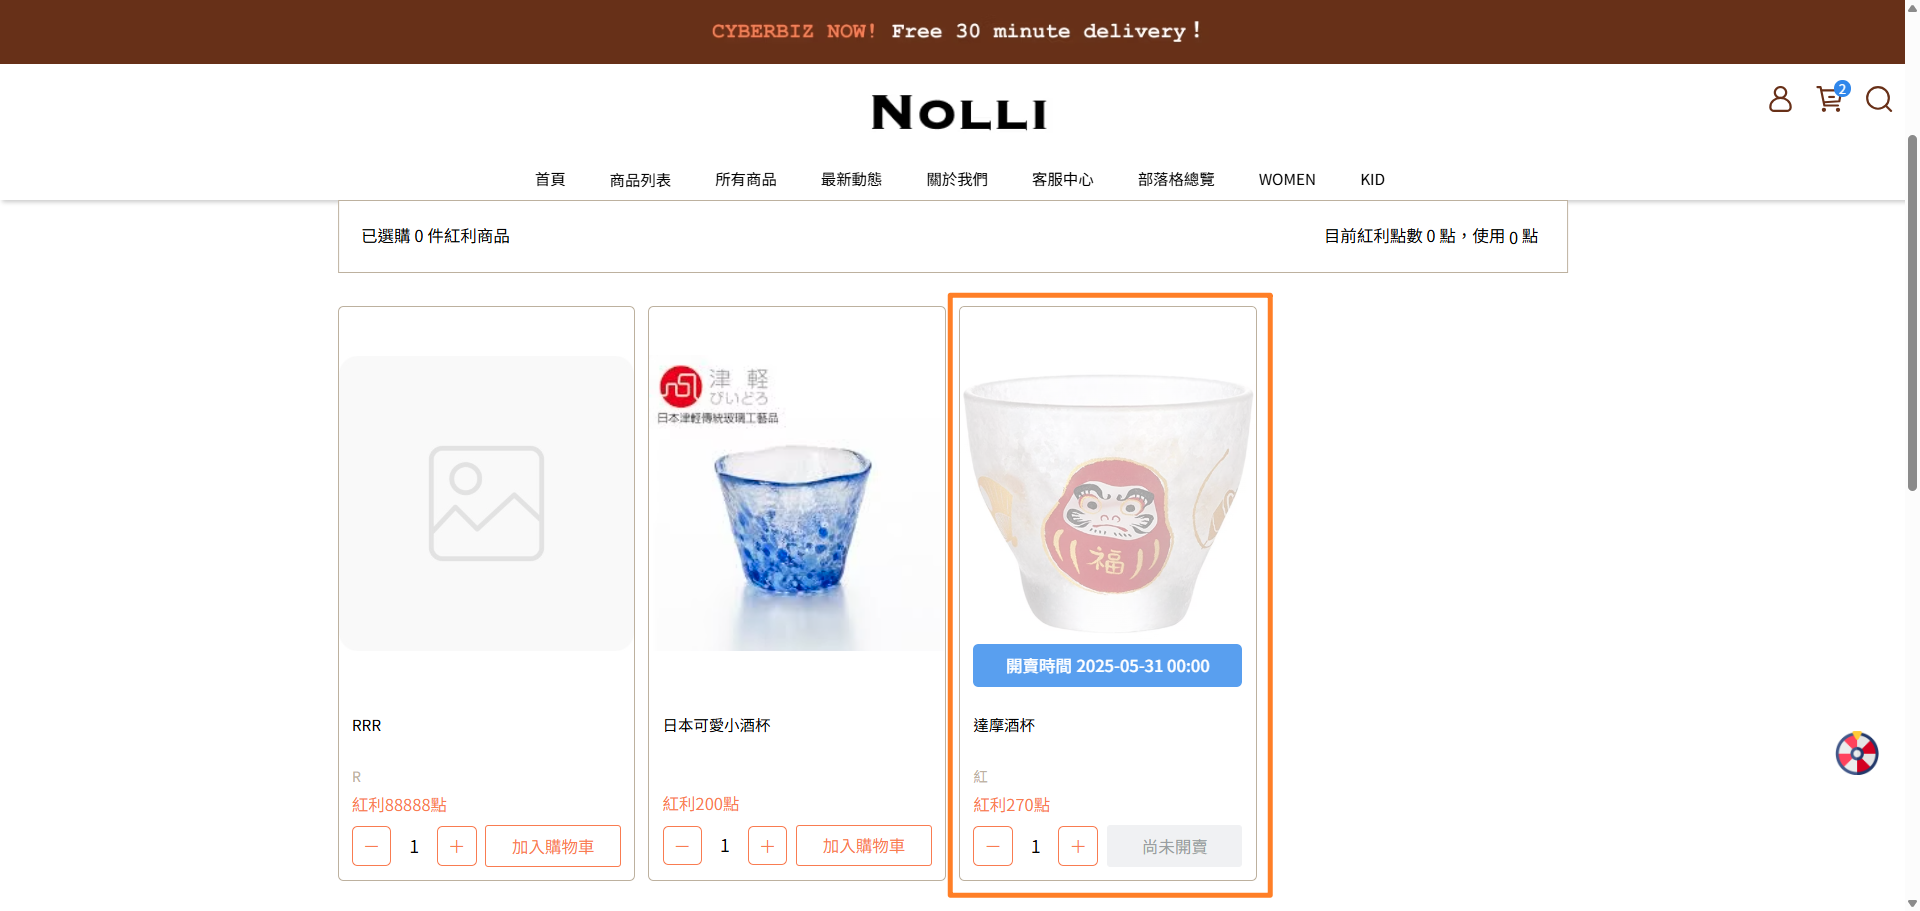 CYBERBIZ NOW! Free 30 minute delivery！
NOLLI
2
首頁 商品列表 所有商品 最新動態 關於我們 客服中心 部落格總覽 WOMEN KID
已選購 0 件紅利商品
目前紅利點數 0 點，使用 0 點
津軽
びいどろ
日本津輕傳統玻璃工藝品
福
開賣時間 2025-05-31 00:00
RRR
日本可愛小酒杯
達摩酒杯
R
紅
紅利88888點
紅利200點
紅利270點
1
加入購物車
1
加入購物車
1
尚未開賣